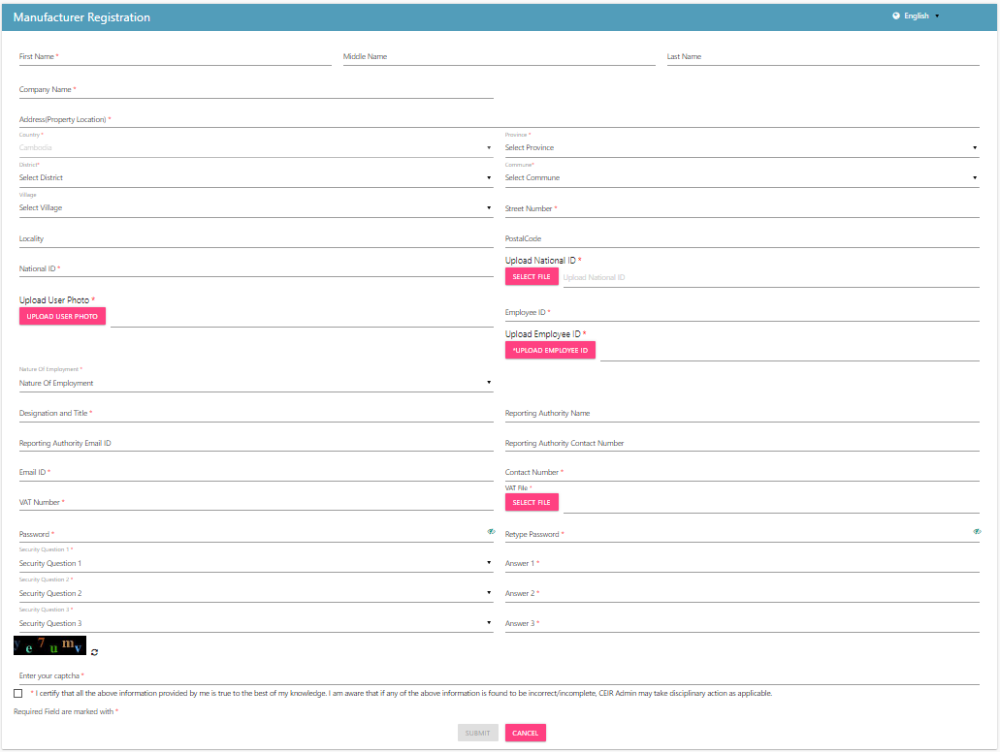 Manufacturer Registration
English
First Name *
Middle Name
Last Name
Company Name *
Address(Property Location) *
Country *
Province *
Cambodia
Select Province
District*
Commune*
Select District
Select Commune
Village
Select Village
Street Number *
Locality
PostalCode
National ID *
Upload National ID *
SELECT FILE
Upload National ID
Upload User Photo *
UPLOAD USER PHOTO
Employee ID *
Upload Employee ID *
*UPLOAD EMPLOYEE ID
Nature Of Employment *
Nature Of Employment
Designation and Title *
Reporting Authority Name
Reporting Authority Email ID
Reporting Authority Contact Number
Email ID *
Contact Number *
VAT Number *
VAT File *
SELECT FILE
Password *
Retype Password *
Security Question 1 *
Security Question 1
Answer 1 *
Security Question 2 *
Security Question 2
Answer 2 *
Security Question 3 *
Security Question 3
Answer 3 *
ye7umv
Enter your captcha *
* I certify that all the above information provided by me is true to the best of my knowledge. I am aware that if any of the above information is found to be incorrect/incomplete, CEIR Admin may take disciplinary action as applicable.
Required Field are marked with *
SUBMIT
CANCEL